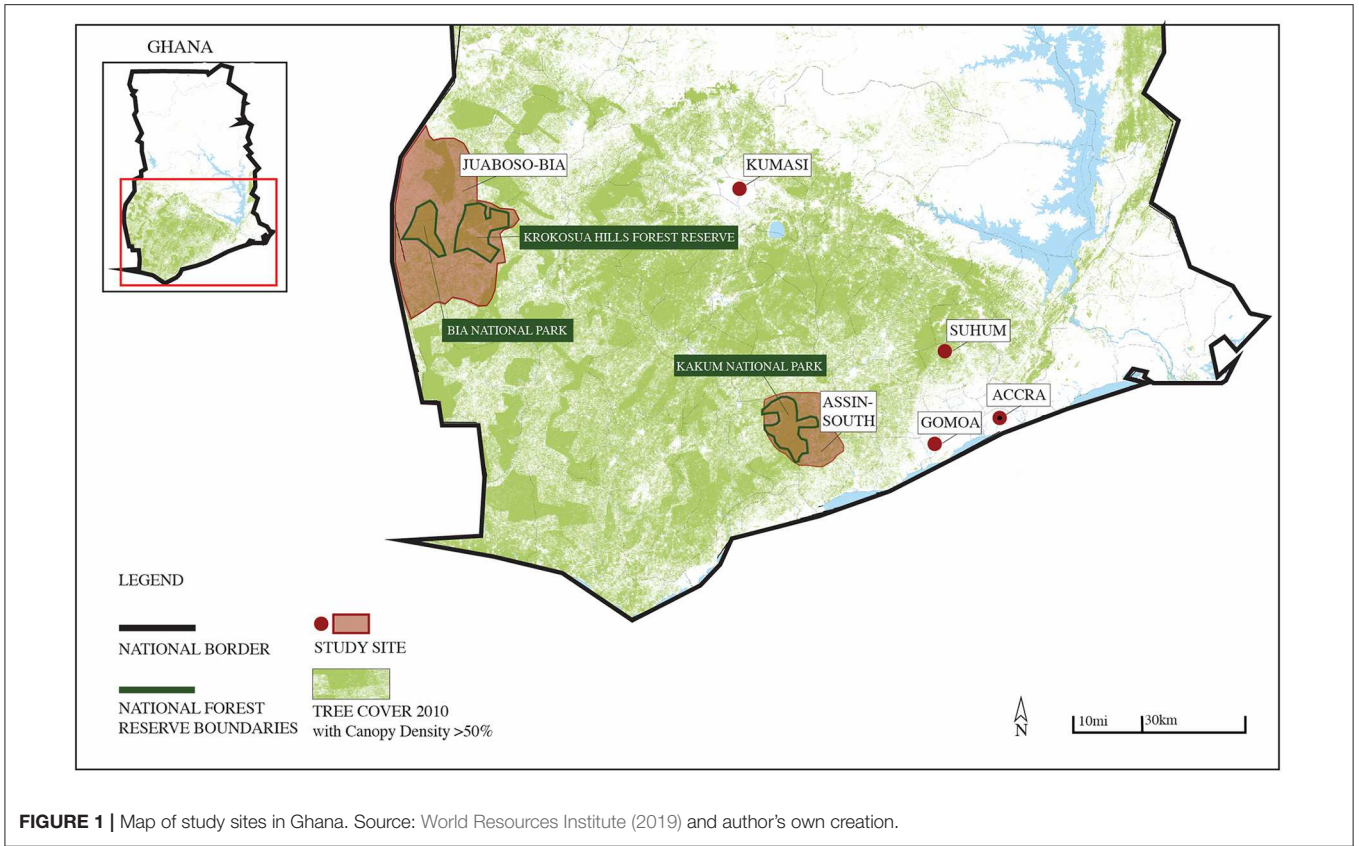 GHANA
JUABOSO-BIA
KUMASI
KROKOSUA HILLS FOREST RESERVE
BIA NATIONAL PARK
SUHUM
KAKUM NATIONAL PARK
ASSIN-
SOUTH
ACCRA
GOMOA
LEGEND
NATIONAL BORDER
STUDY SITE
NATIONAL FOREST
RESERVE BOUNDARIES
TREE COVER 2010
with Canopy Density >50%
N
10mi
30km
FIGURE 1 | Map of study sites in Ghana. Source: World Resources Institute (2019) and author's own creation.